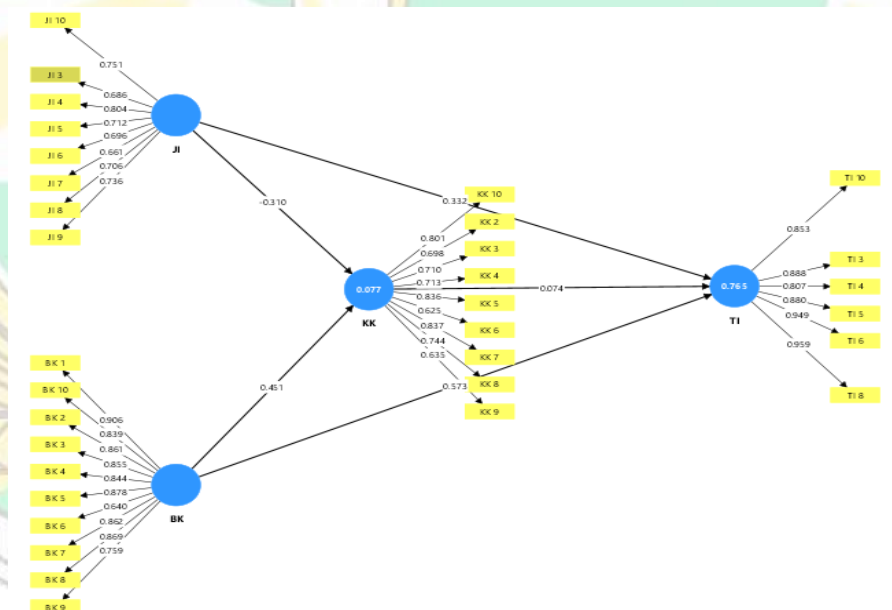 JI 10
JI 3
JI 4
JI 5
JI 6
JI 7
JI 8
JI 9
0.751
0.686
0.804
0.712
0.696
0.661
0.706
0.736
JI
-0.310
0.332
KK 10
KK 2
KK 3
KK 4
KK 5
KK 6
KK 7
KK 8
KK 9
0.801
0.698
0.710
0.713
0.836
0.625
0.837
0.744
0.635
0.077
KK
0.074
0.451
0.573
BK 1
BK 10
BK 2
BK 3
BK 4
BK 5
BK 6
BK 7
BK 8
BK 9
0.906
0.839
0.861
0.855
0.844
0.878
0.640
0.862
0.869
0.759
BK
0.765
TI
0.853
0.888
0.807
0.880
0.949
0.959
TI 10
TI 3
TI 4
TI 5
TI 6
TI 8